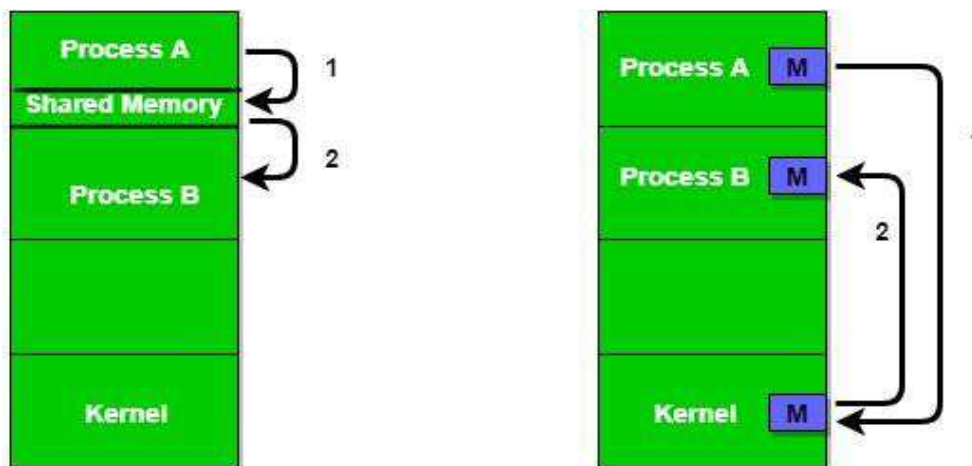 Process A
1
Shared Memory
2
Process B
Kernel
Process A M
Process B M
2
Kernel M